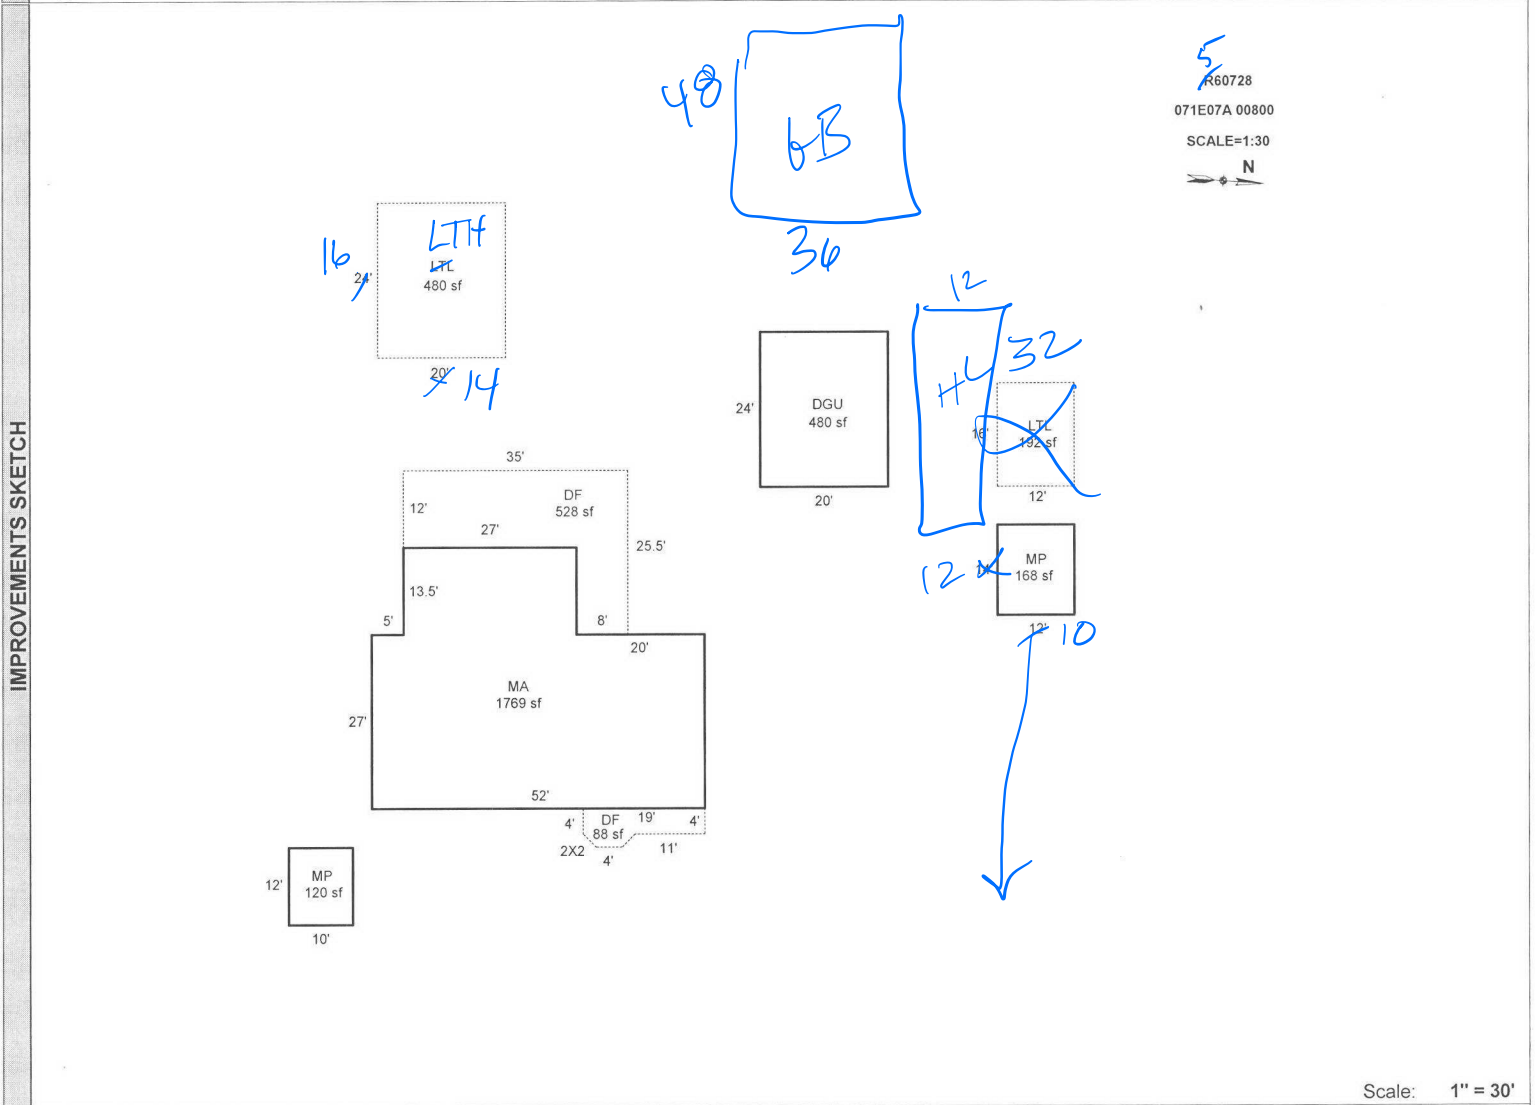 IMPROVEMENTS SKETCH
5
R60728
071E07A 00800
SCALE=1:30
N
48
36
16
LTH
LTL
24'
480 sf
20'
14
12
32
HL
DGU
480 sf
24'
20'
16'
LTL
192 sf
12'
35'
12'
DF
528 sf
27'
25.5'
13.5'
5'
8'
20'
MP
168 sf
12
12'
10
MA
1769 sf
27'
52'
4'
DF
88 sf
19'
4'
2X2
4'
11'
MP
120 sf
12'
10'
Scale: 1" = 30'